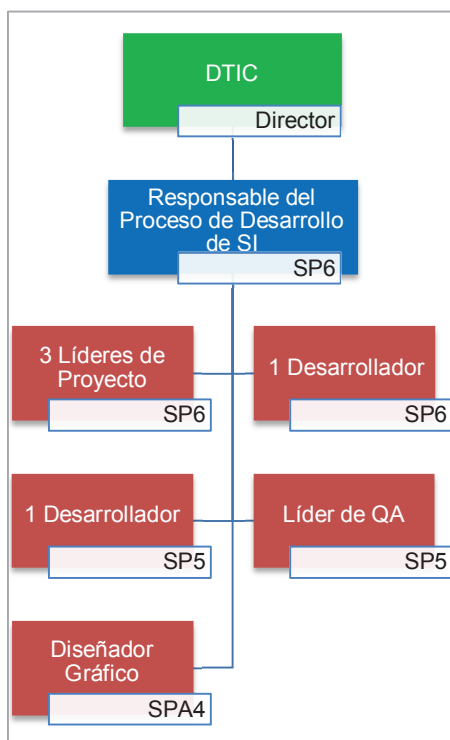 DTIC
Director
Responsable del
Proceso de Desarrollo
de SI
SP6
3 Líderes de
Proyecto
SP6
1 Desarrollador
SP6
1 Desarrollador
SP5
Líder de QA
SP5
Diseñador
Gráfico
SPA4